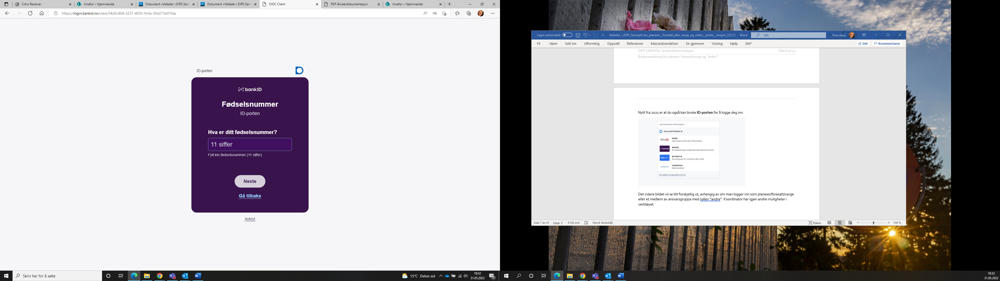 Citrix Receiver
Innafor – Hjemmeside
Dokument «Veileder i DIPS Sams
Dokument «Veileder i DIPS Sams
OIDC Client
PDF-Brukerdokumentasjon
Innafor – Hjemmeside
https://login.bankid.no/view/54d3c404-3237-4035-9c9a-50d273e01faa
ID-porten
bankID
Fødselsnummer
ID-porten
Hva er ditt fødselsnummer?
11 siffer
Fyll inn fødselsnummer (11 siffer)
Neste
Gå tilbake
Avbryt
Skriv her for å søke
15°C Delvis sol
10:32
31.05.2022
15
Lagre automatisk
Veileder_i_DIPS_Samspill_for_planeier__foresatt_eller_verge_og_rollen__andre__versjon_2.0 (1) - Word
Søk
Tone Ness
Fil Hjem Sett inn Utforming Oppsett Referanser Masseutsendelser Se gjennom Visning Hjelp 360°
Del
Kommentarer
DIPS SAMSPILL brukerdokumentasjon Side 6 av 41
Brukerveiledning for planeier, foresatt/verge og "andre".
Nytt fra 2021 er at du også kan bruke ID-porten for å logge deg inn.
KRISTIANSAND PRODUKSJON
VELG ELEKTRONISK ID
MinID
MINID
Med kode fra SMS eller PIN-kodebrev
bankID
BANKID
Bruk BankID-app, kodebrikke eller BankID på mobil
buypass
BUYPASS ID
Bruk Buypass ID i smartkort eller mobil
COMMFIDES
Med smartkort
Slik skaffer du deg elektronisk ID
Det videre bildet vil se litt forskjellig ut, avhengig av om man logger inn som planeier/foresatt/verge
eller et medlem av ansvarsgruppa med rollen "andre". Koordinator har igjen andre muligheter i
verktøyet.
Side 7 av 41 Linje: 3 4126 ord Norsk (bokmål)
Fokus
100 %
10:32
31.05.2022